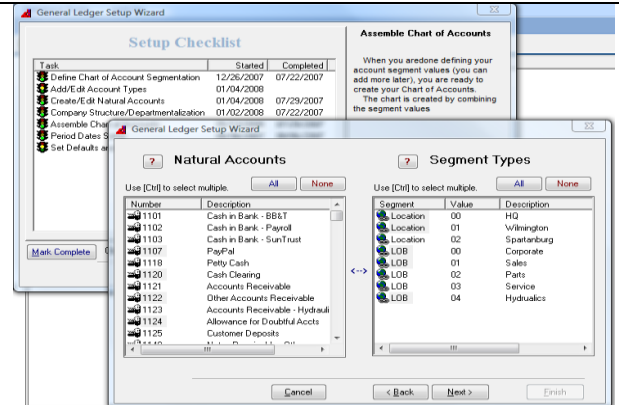 General Ledger Setup Wizard
Setup Checklist
Task Started Completed
Define Chart of Account Segmentation 12/26/2007 07/22/2007
Add/Edit Account Types 01/04/2008
Create/Edit Natural Accounts 01/04/2008 07/29/2007
Company Structure/Departmentalization 01/02/2008 07/22/2007
Assemble Char
Period Dates S
Set Defaults ar
Mark Complete
Assemble Chart of Accounts
When you aredone defining your
account segment values (you can
add more later), you are ready to
create your Chart of Accounts.
The chart is created by combining
the segment values
General Ledger Setup Wizard
? Natural Accounts
Use [Ctrl] to select multiple. All None
Number Description
1101 Cash in Bank - BB&T
1102 Cash in Bank - Payroll
1103 Cash in Bank - SunTrust
1107 PayPal
1118 Petty Cash
1120 Cash Clearing
1121 Accounts Receivable
1122 Other Accounts Receivable
1123 Accounts Receivable - Hydrauli
1124 Allowance for Doubtful Accts
1125 Customer Deposits
<-->
? Segment Types
Use [Ctrl] to select multiple. All None
Segment Value Description
Location 00 HQ
Location 01 Wilmington
Location 02 Spartanburg
LOB 00 Corporate
LOB 01 Sales
LOB 02 Parts
LOB 03 Service
LOB 04 Hydrualics
Cancel < Back Next > Finish